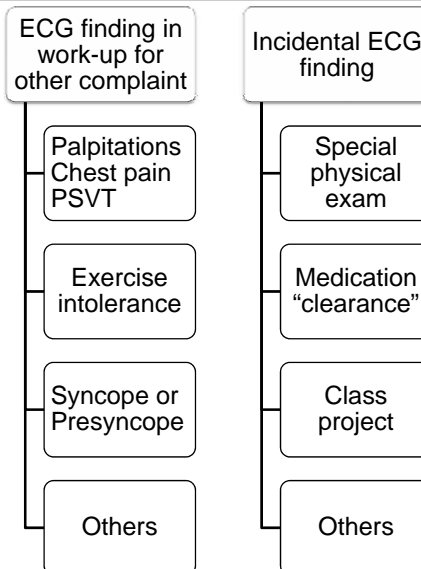 ECG finding in
work-up for
other complaint
Palpitations
Chest pain
PSVT
Exercise
intolerance
Syncope or
Presyncope
Others
Incidental ECG
finding
Special
physical
exam
Medication
“clearance”
Class
project
Others